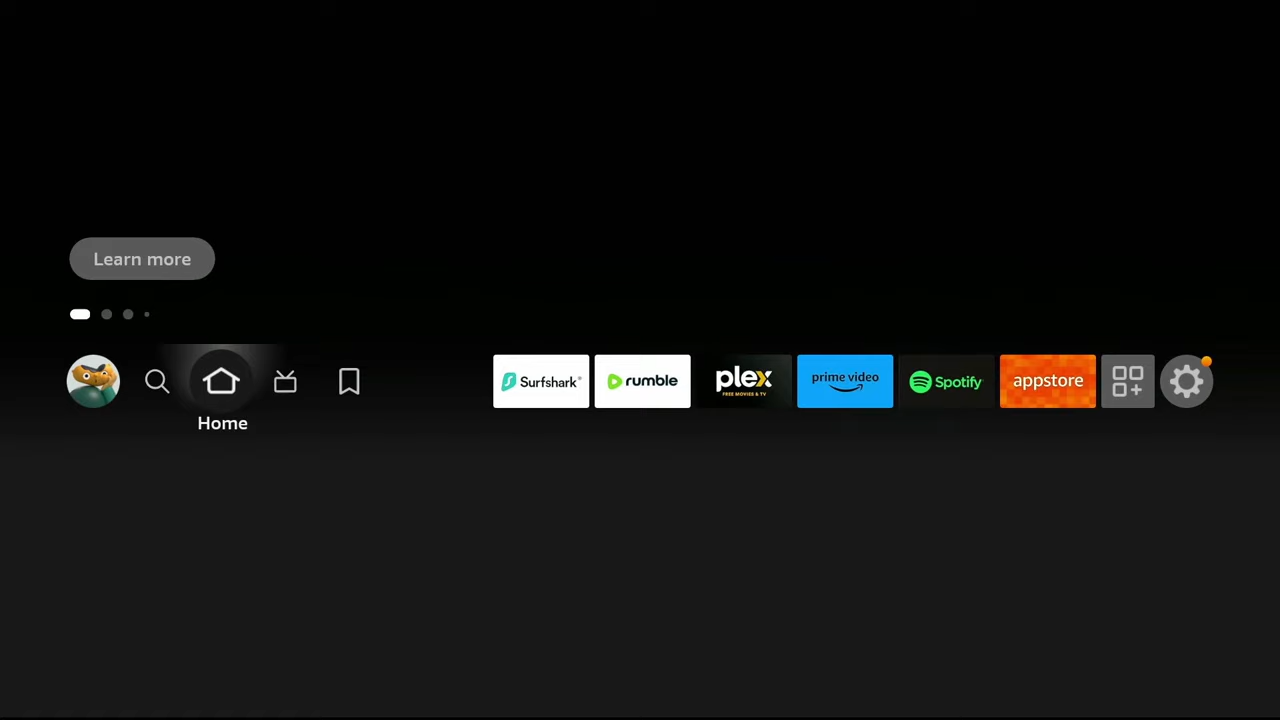 Learn more
Surfshark®
rumble
plex
FREE MOVIES & TV
prime video
Spotify
appstore
Home